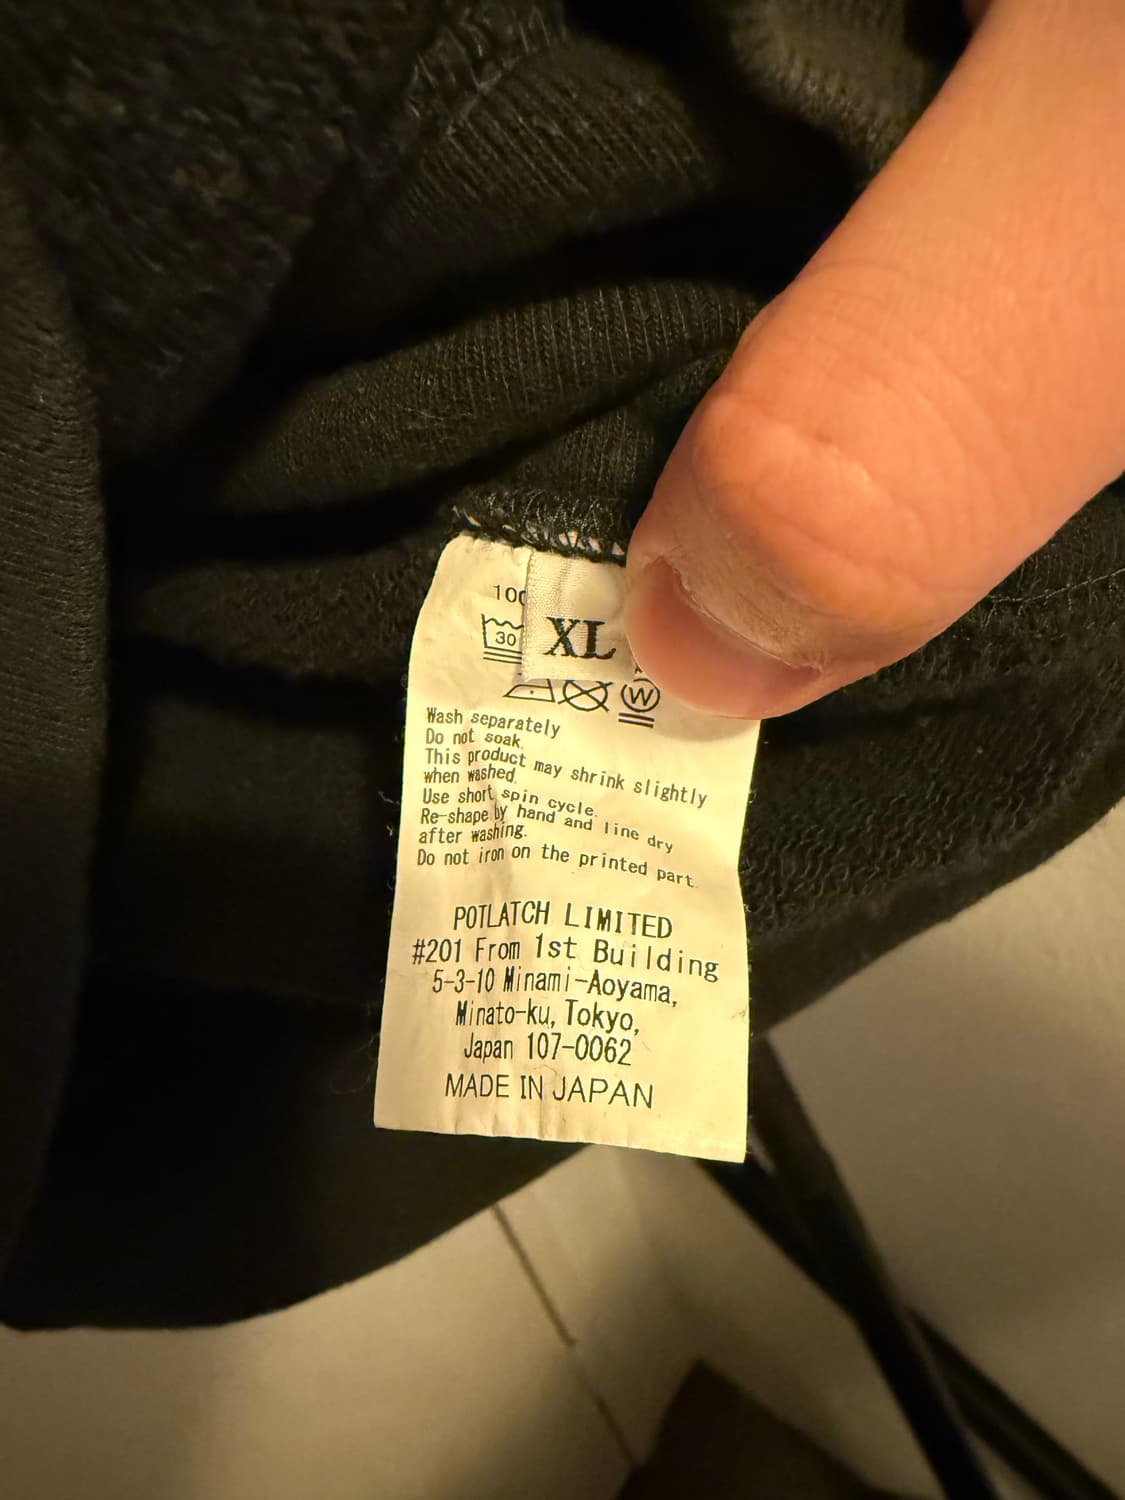 XL
30
W
Wash separately
Do not soak.
This product may shrink slightly
when washed.
Use short spin cycle.
Re-shape by hand and line dry
after washing.
Do not iron on the printed part.
POTLATCH LIMITED
#201 From 1st Building
5-3-10 Minami-Aoyama,
Minato-ku, Tokyo,
Japan 107-0062
MADE IN JAPAN